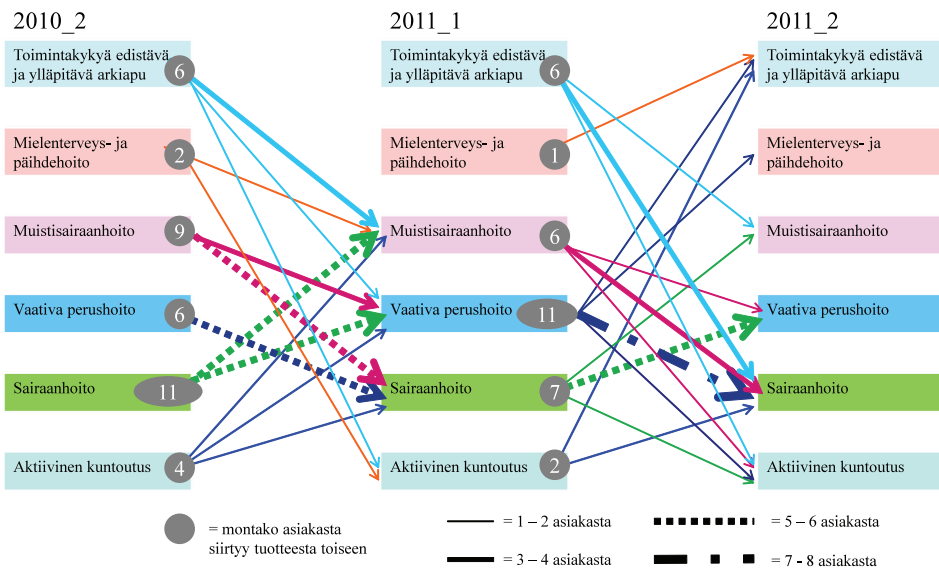 2010_2
2011_1
2011_2
Toimintakykyä edistävä
ja ylläpitävä arkiapu
6
Toimintakykyä edistävä
ja ylläpitävä arkiapu
6
Toimintakykyä edistävä
ja ylläpitävä arkiapu
Mielenterveys- ja
päihdehoito
2
Mielenterveys- ja
päihdehoito
1
Mielenterveys- ja
päihdehoito
Muistisairaanhoito
9
Muistisairaanhoito
6
Muistisairaanhoito
Vaativa perushoito
6
Vaativa perushoito
11
Vaativa perushoito
Sairaanhoito
11
Sairaanhoito
7
Sairaanhoito
Aktiivinen kuntoutus
4
Aktiivinen kuntoutus
2
Aktiivinen kuntoutus
= montako asiakasta
siirtyy tuotteesta toiseen
= 1 – 2 asiakasta
= 5 – 6 asiakasta
= 3 – 4 asiakasta
= 7 - 8 asiakasta